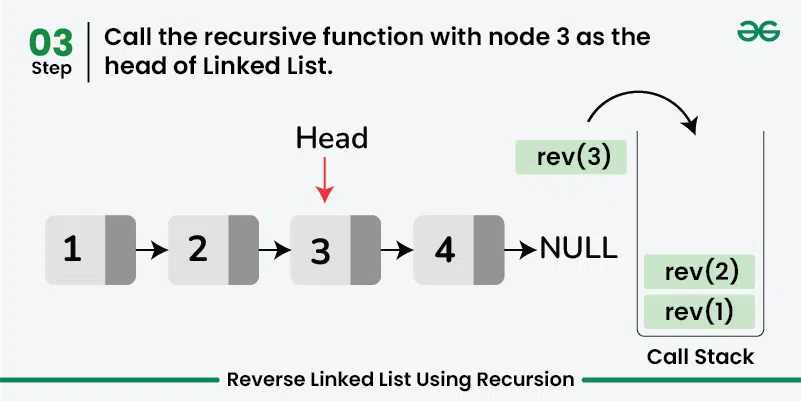 03
Step
Call the recursive function with node 3 as the
head of Linked List.
Head
rev(3)
1
2
3
4
NULL
rev(2)
rev(1)
Call Stack
Reverse Linked List Using Recursion